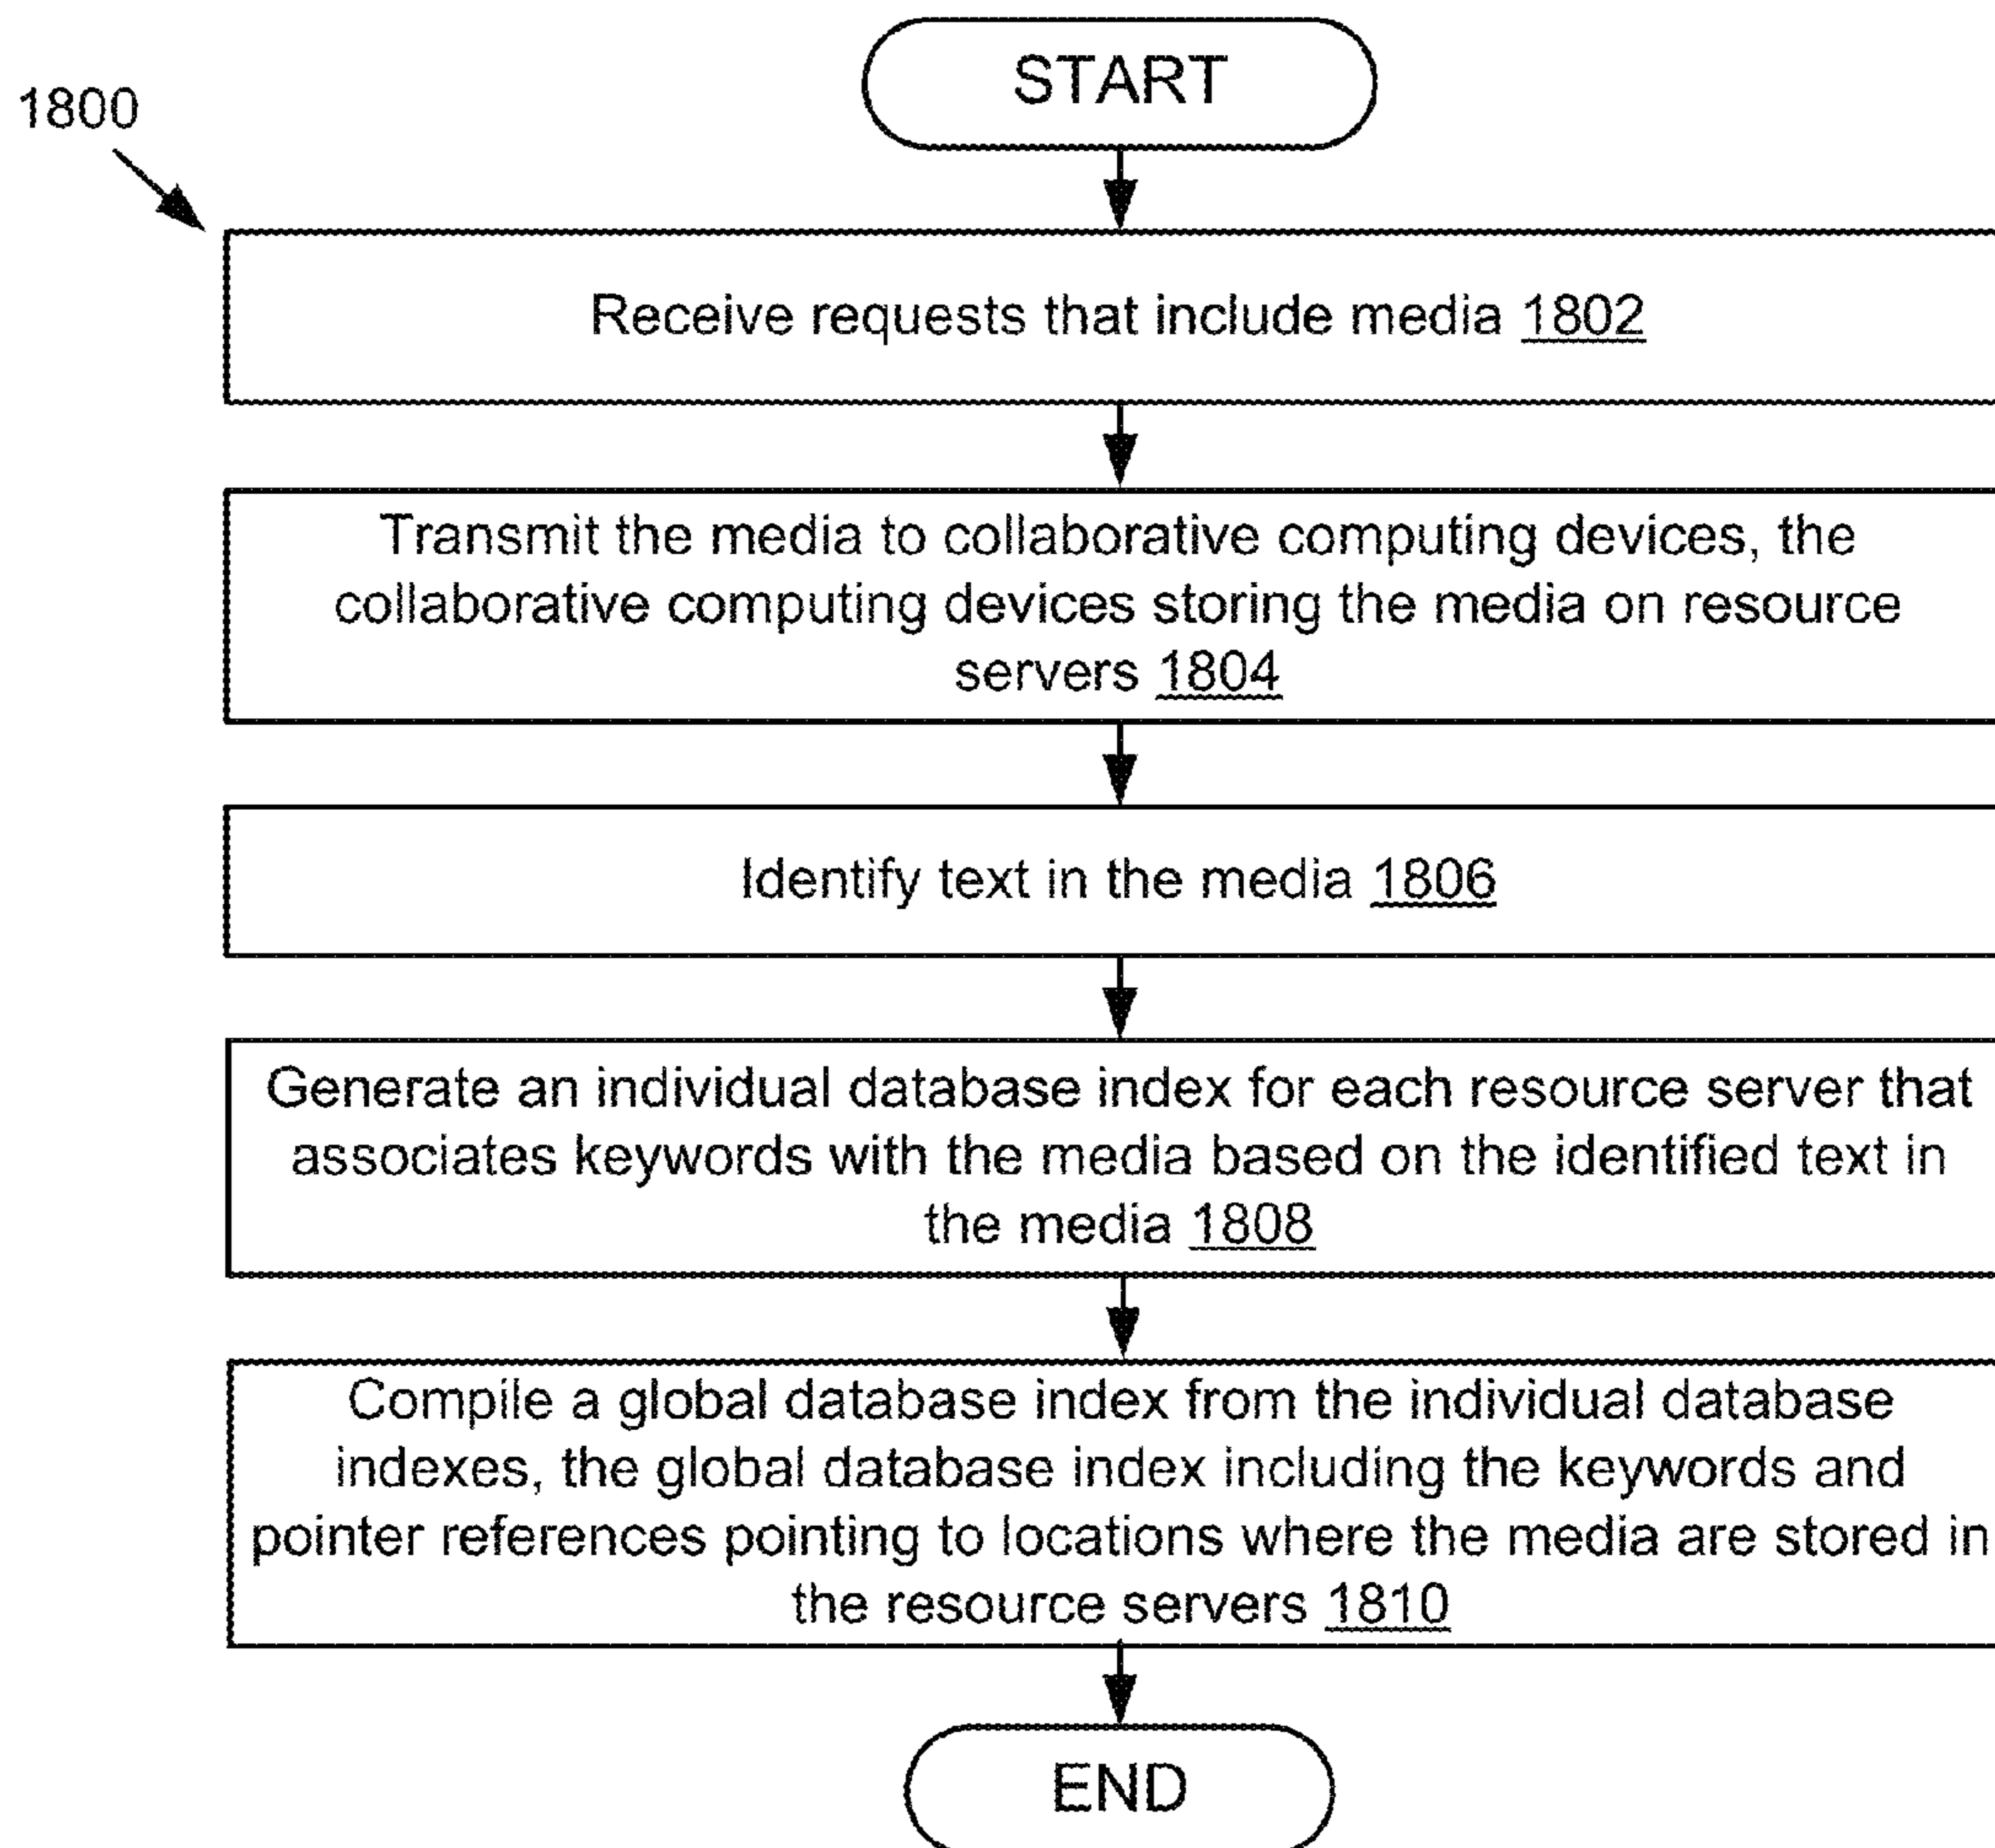 START
1800
Receive requests that include media 1802
Transmit the media to collaborative computing devices, the
collaborative computing devices storing the media on resource
servers 1804
Identify text in the media 1806
Generate an individual database index for each resource server that
associates keywords with the media based on the identified text in
the media 1808
Compile a global database index from the individual database
indexes, the global database index including the keywords and
pointer references pointing to locations where the media are stored in
the resource servers 1810
END